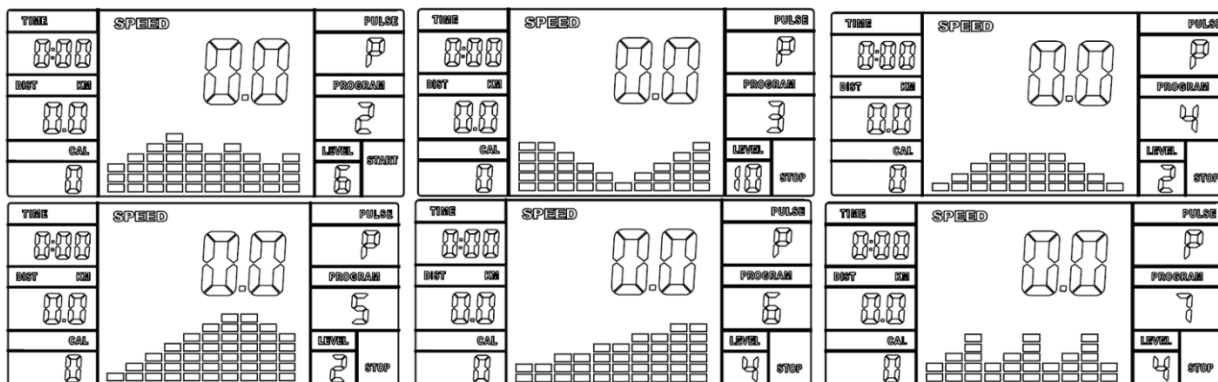 TIME SPEED PULSE
0:00 0.0 P
DIST KM PROGRAM
0.0 2
CAL LEVEL START
0 6
TIME SPEED PULSE
0:00 0.0 P
DIST KM PROGRAM
0.0 3
CAL LEVEL
0 10 STOP
TIME SPEED PULSE
0:00 0.0 P
DIST KM PROGRAM
0.0 4
CAL LEVEL
0 2 STOP
TIME SPEED PULSE
0:00 0.0 P
DIST KM PROGRAM
0.0 5
CAL LEVEL
0 2 STOP
TIME SPEED PULSE
0:00 0.0 P
DIST KM PROGRAM
0.0 6
CAL LEVEL
0 4 STOP
TIME SPEED PULSE
0:00 0.0 P
DIST KM PROGRAM
0.0 7
CAL LEVEL
0 4 STOP